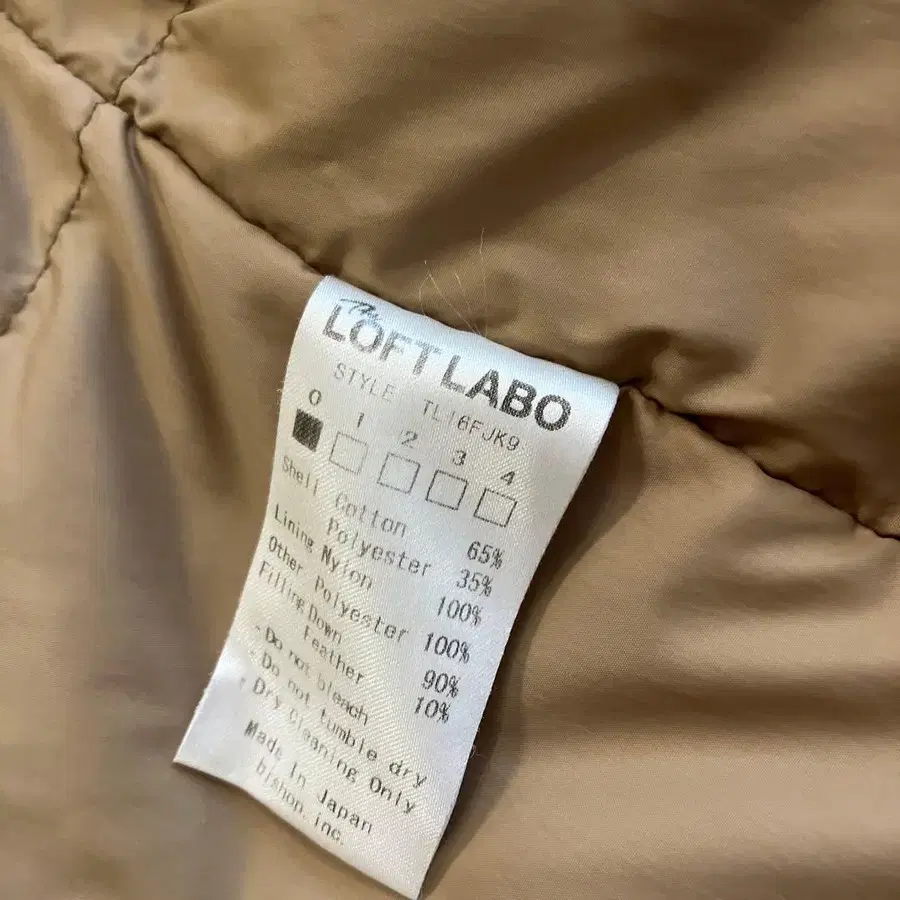 The
LOFT LABO
STYLE TL16FJK9
0 1 2 3 4
Shell Cotton 65%
Polyester 35%
Lining Nylon 100%
Other Polyester 100%
Filling Down 90%
Feather 10%
・Do not bleach
・Do not tumble dry
・Dry Cleaning Only
Made In Japan
bishop, inc.